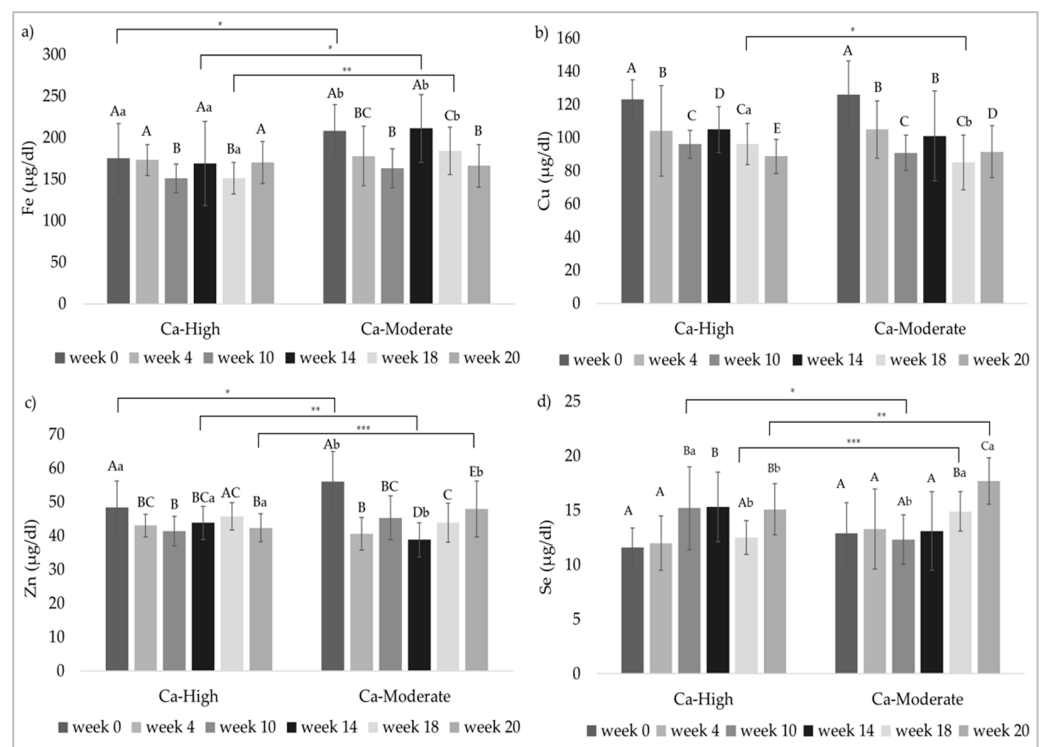 a)
*
*
**
300
250
200
150
100
50
0
Fe (µg/dl)
Aa
A
B
Aa
Ba
A
Ab
BC
B
Ab
Cb
B
Ca-High
Ca-Moderate
week 0
week 4
week 10
week 14
week 18
week 20
b)
*
160
140
120
100
80
60
40
20
0
Cu (µg/dl)
A
B
C
D
Ca
E
A
B
C
B
Cb
D
Ca-High
Ca-Moderate
week 0
week 4
week 10
week 14
week 18
week 20
c)
*
**
***
70
60
50
40
30
20
10
0
Zn (µg/dl)
Aa
BC
B
BCa
AC
Ba
Ab
B
BC
Db
C
Eb
Ca-High
Ca-Moderate
week 0
week 4
week 10
week 14
week 18
week 20
d)
*
**
***
25
20
15
10
5
0
Se (µg/dl)
A
A
Ba
B
Ab
Bb
A
A
Ab
A
Ba
Ca
Ca-High
Ca-Moderate
week 0
week 4
week 10
week 14
week 18
week 20